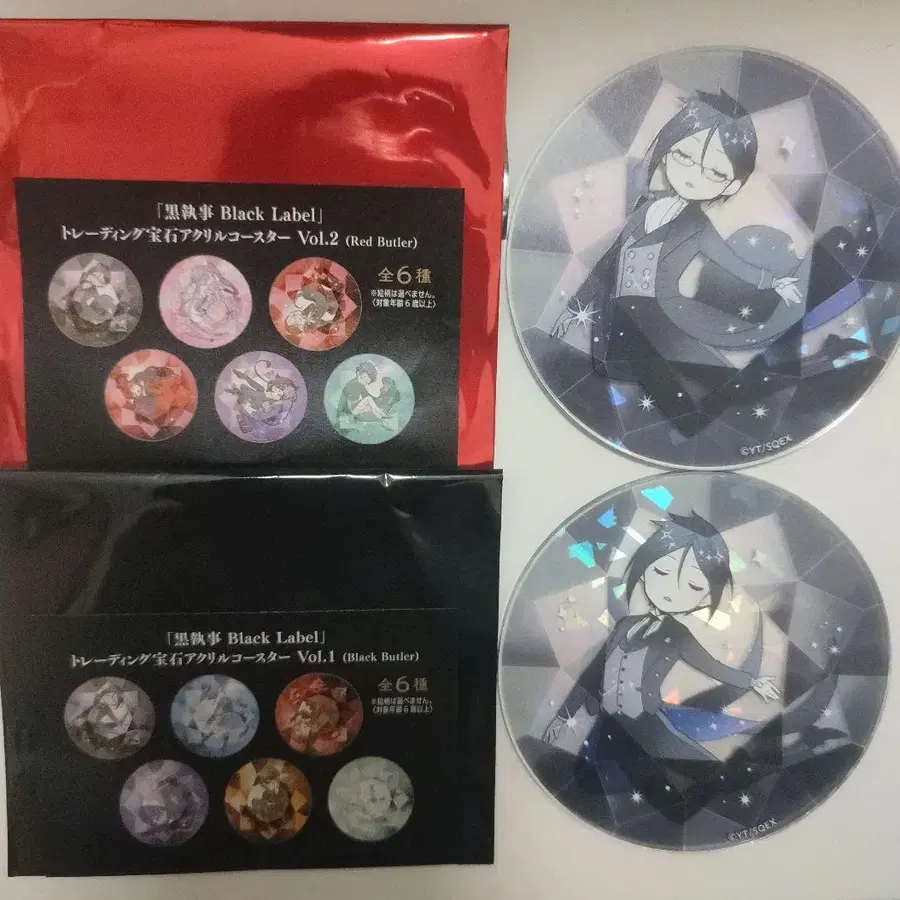 「黒執事 Black Label」
トレーディング宝石アクリルコースター Vol.2 (Red Butler)
全6種
※絵柄は選べません。
(対象年齢6歳以上)
©YT/SQEX
「黒執事 Black Label」
トレーディング宝石アクリルコースター Vol.1 (Black Butler)
全6種
※絵柄は選べません。
(対象年齢6歳以上)
©YT/SQEX